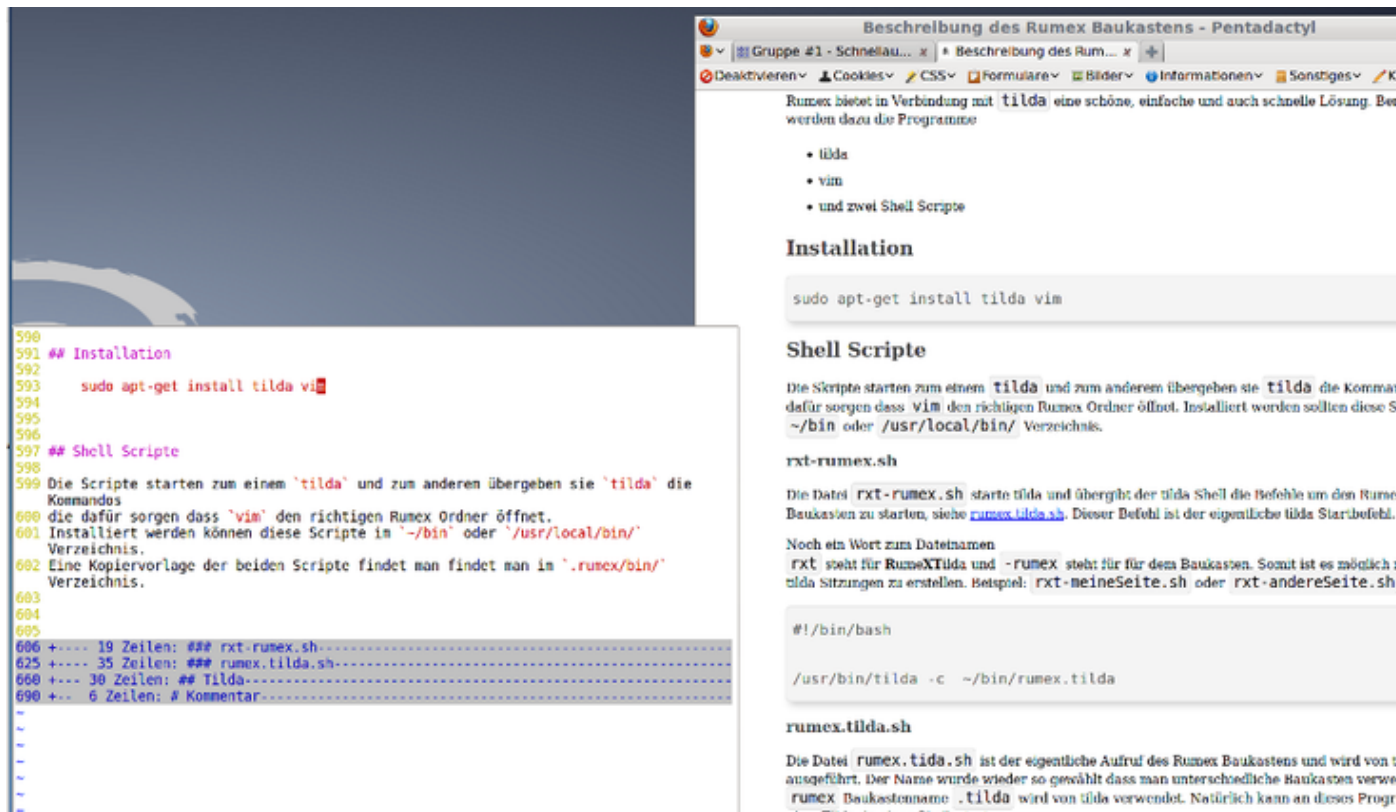 Beschreibung des Rumex Baukastens - Pentadactyl
Gruppe #1 - Schnellau... x * Beschreibung des Rum... x +
Deaktivieren Cookies CSS Formulare Bilder Informationen Sonstiges
Rumex bietet in Verbindung mit tilda eine schöne, einfache und auch schnelle Lösung.
werden dazu die Programme
• tilda
• vim
• und zwei Shell Scripte
Installation
sudo apt-get install tilda vim
Shell Scripte
Die Skripte starten zum einem tilda und zum anderem übergeben sie tilda die
dafür sorgen dass vim den richtigen Rumex Ordner öffnet. Installiert werden sollten diese
~/bin oder /usr/local/bin/ Verzeichnis.
rxt-rumex.sh
Die Datei rxt-rumex.sh starte tilda und übergibt der tilda Shell die Befehle um den
Baukasten zu starten, siehe rumex.tilda.sh. Dieser Befehl ist der eigentliche tilda Startbefehl.
Noch ein Wort zum Dateinamen
rxt steht für RumeXTilda und -rumex steht für für dem Baukasten. Somit ist es möglich
tilda Sitzungen zu erstellen. Beispiel: rxt-meineSeite.sh oder rxt-andereSeite.sh
#!/bin/bash
/usr/bin/tilda -c ~/bin/rumex.tilda
rumex.tilda.sh
Die Datei rumex.tida.sh ist der eigentliche Aufruf des Rumex Baukastens und wird von
ausgeführt. Der Name wurde wieder so gewählt dass man unterschiedliche Baukasten
rumex Baukastenname .tilda wird von tilda verwendet. Natürlich kann an dieses
590
591 ## Installation
592
593 sudo apt-get install tilda vim
594
595
596
597 ## Shell Scripte
598
599 Die Scripte starten zum einem `tilda` und zum anderem übergeben sie `tilda` die
Kommandos
600 die dafür sorgen dass `vim` den richtigen Rumex Ordner öffnet.
601 Installiert werden können diese Scripte im `~/bin` oder `/usr/local/bin/`
Verzeichnis.
602 Eine Kopiervorlage der beiden Scripte findet man findet man im `.rumex/bin/`
Verzeichnis.
603
604
605
606 +---- 19 Zeilen: ### rxt-rumex.sh-----------------------------------------------
625 +---- 35 Zeilen: ### rumex.tilda.sh---------------------------------------------
660 +--- 30 Zeilen: ## Tilda--------------------------------------------------------
690 +-- 6 Zeilen: # Kommentar-------------------------------------------------------
~
~
~
~
~
~